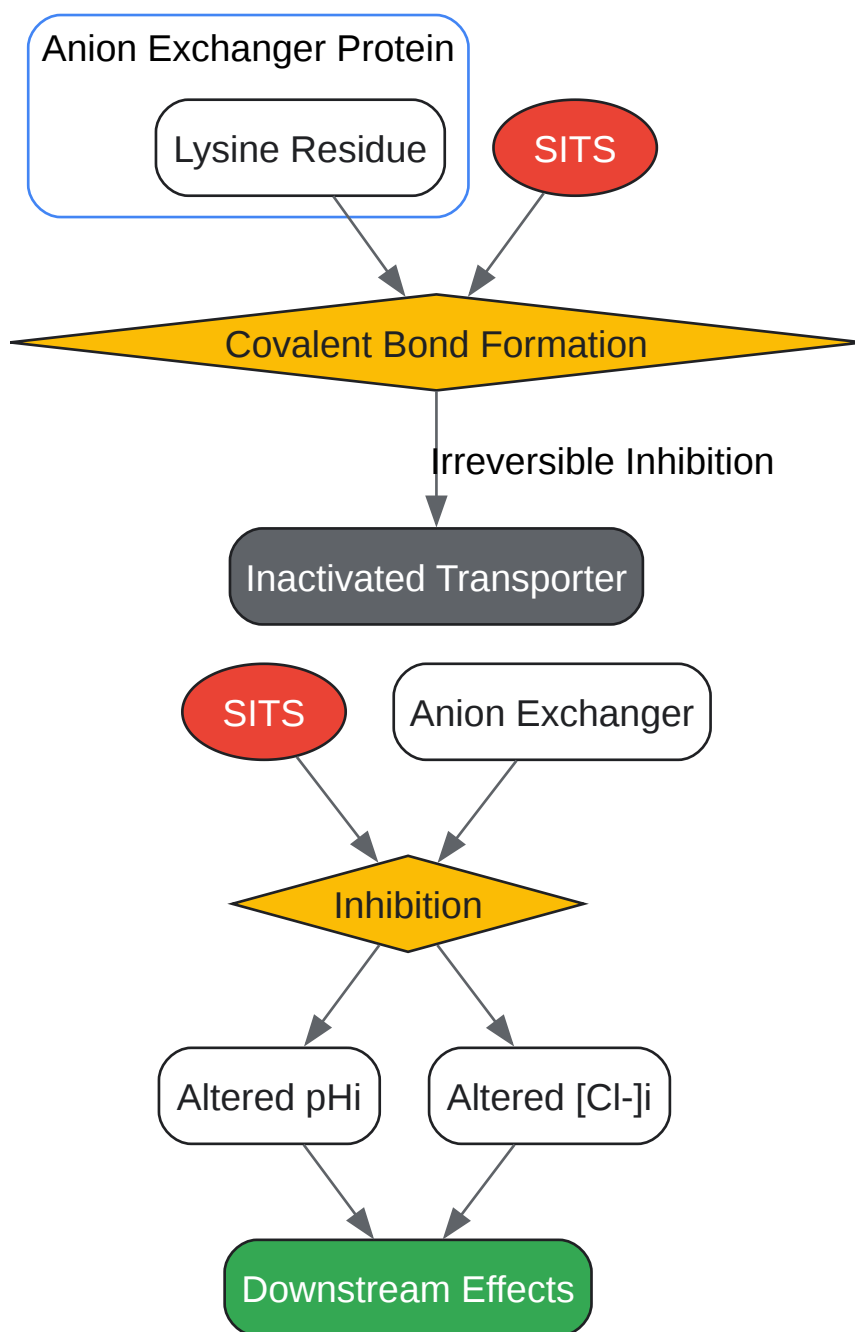 Anion Exchanger Protein
Lysine Residue
SITS
Covalent Bond Formation
Irreversible Inhibition
Inactivated Transporter
SITS
Anion Exchanger
Inhibition
Altered pHi
Altered [Cl-]i
Downstream Effects